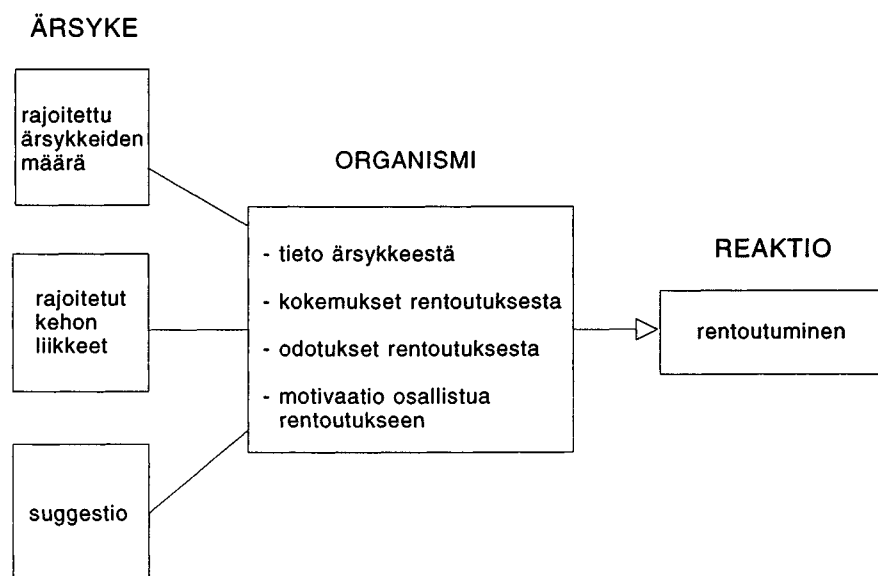 ÄRSYKE
rajoitettu
ärsykkeiden
määrä
rajoitetut
kehon
liikkeet
suggestio
ORGANISMI
- tieto ärsykkeestä
- kokemukset rentoutuksesta
- odotukset rentoutuksesta
- motivaatio osallistua
rentoutukseen
REAKTIO
rentoutuminen